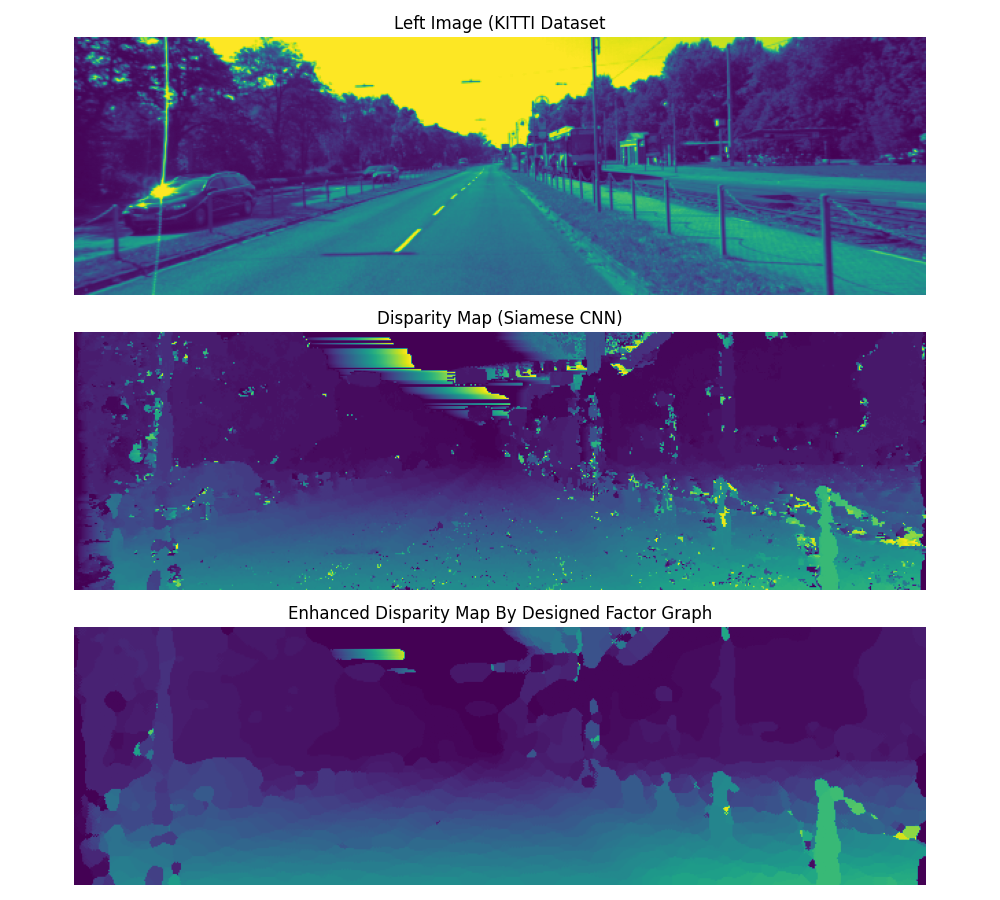 Left Image (KITTI Dataset
Disparity Map (Siamese CNN)
Enhanced Disparity Map By Designed Factor Graph